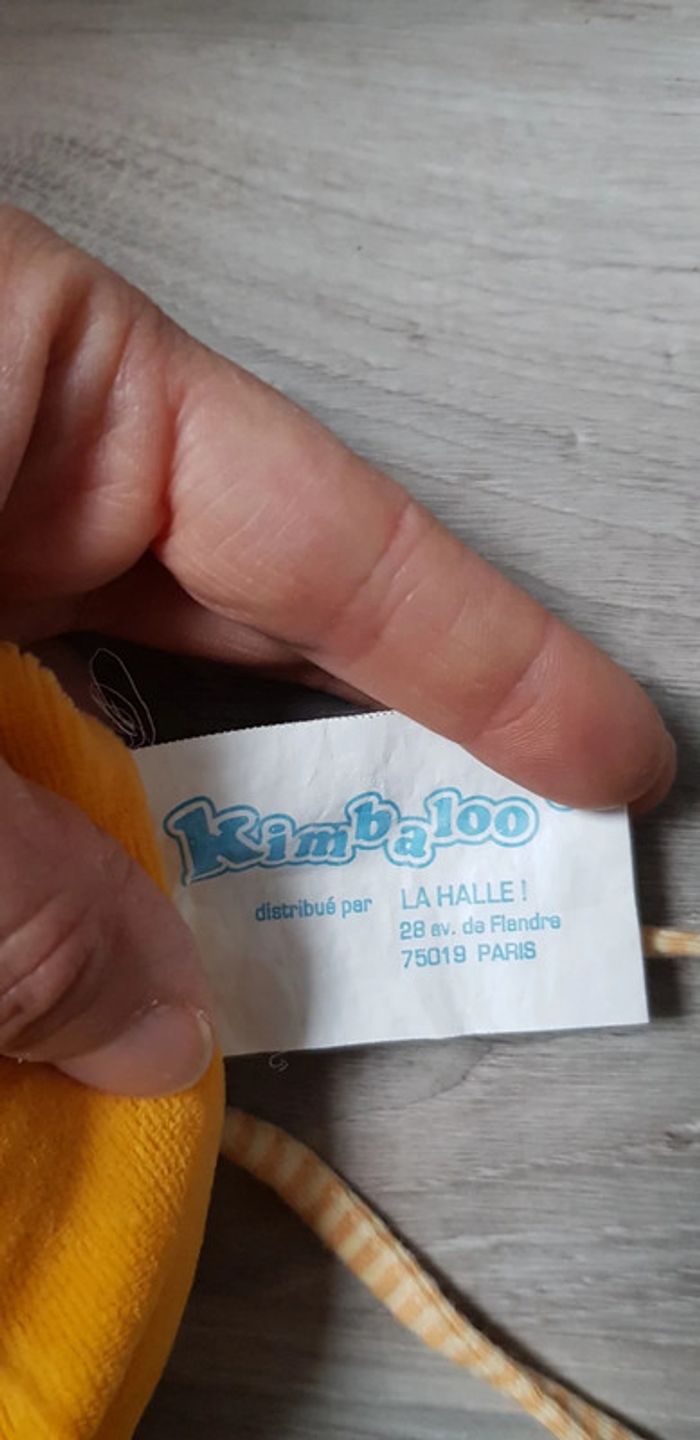 Kimbaloo
distribué par LA HALLE !
28 av. de Flandre
75019 PARIS